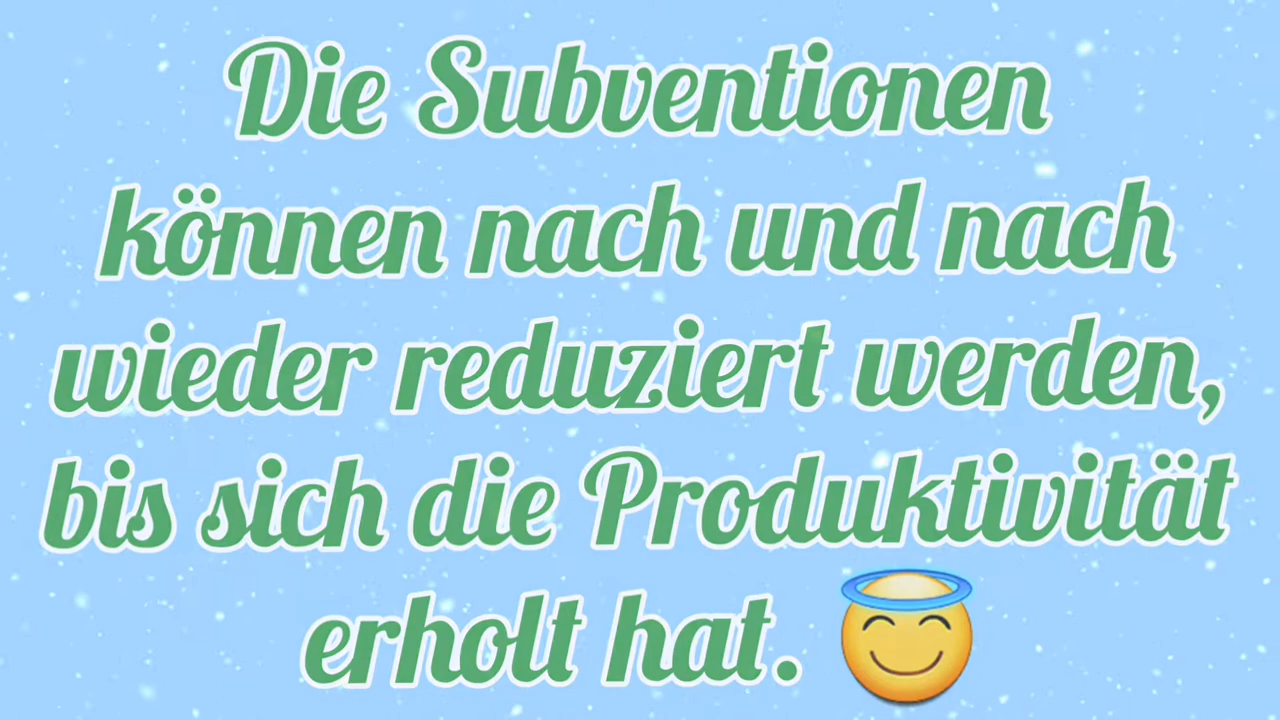 Die Subventionen
können nach und nach
wieder reduziert werden,
bis sich die Produktivität
erholt hat. 😇